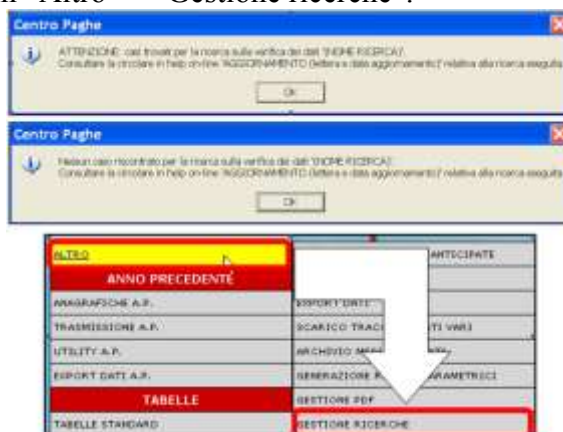 "Altro" - "Gestione ricerche".
Centro Paghe
ATTENZIONE: casi trovati per la ricerca sulla verifica dei dati '(NOME RICERCA)'.
Consultare la circolare in help on-line 'AGGIORNAMENTO (lettera e data aggiornamento)' relativa alla ricerca eseguita
OK
Centro Paghe
Nessun caso riscontrato per la ricerca sulla verifica dei dati '(NOME RICERCA)'.
Consultare la circolare in help on-line 'AGGIORNAMENTO (lettera e data aggiornamento)' relativa alla ricerca eseguita
OK
ALTRO ANTICIPATE
ANNO PRECEDENTE
ANAGRAFICHE A.P. EXPORT DATI
TRASMISSIONE A.P. SCARICO TRACC TI VARI
UTILITY A.P. ARCHIVIO
EXPORT DATI A.P. GENERAZIONE ARAMETRICI
TABELLE GESTIONE PDF
TABELLE STANDARD GESTIONE RICERCHE